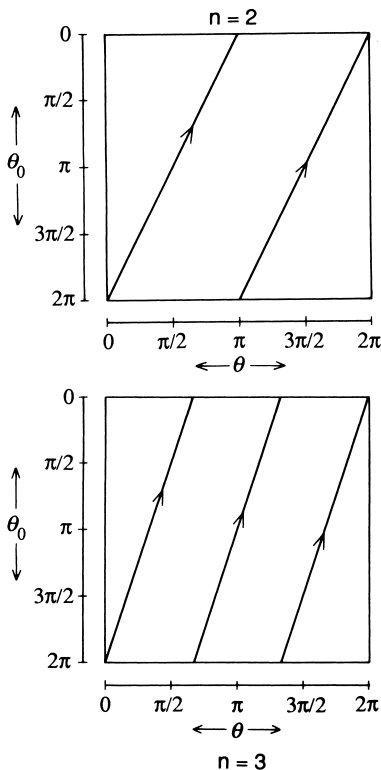 n = 2
0
π/2
θ₀
π
3π/2
2π
0 π/2 π 3π/2 2π
θ
0
π/2
θ₀
π
3π/2
2π
0 π/2 π 3π/2 2π
θ
n = 3